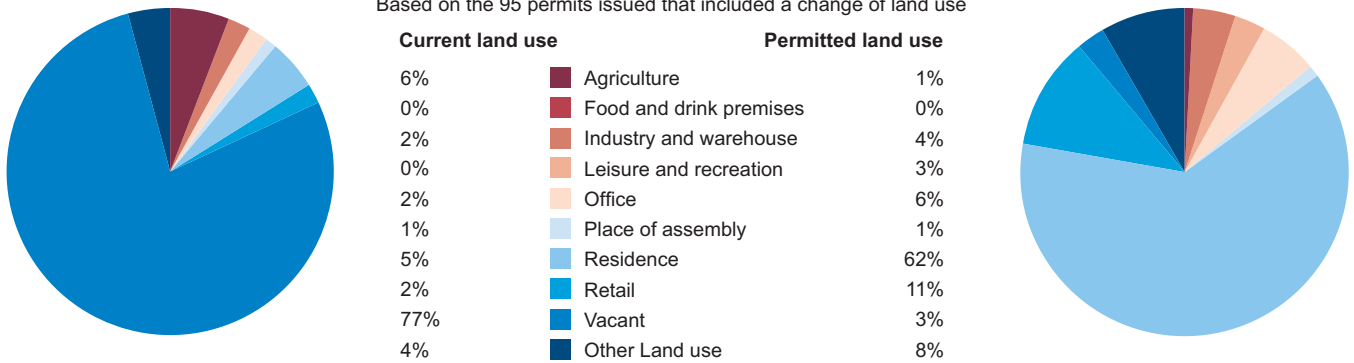 Based on the 95 permits issued that included a change of land use
Current land use Permitted land use
6% Agriculture 1%
0% Food and drink premises 0%
2% Industry and warehouse 4%
0% Leisure and recreation 3%
2% Office 6%
1% Place of assembly 1%
5% Residence 62%
2% Retail 11%
77% Vacant 3%
4% Other Land use 8%